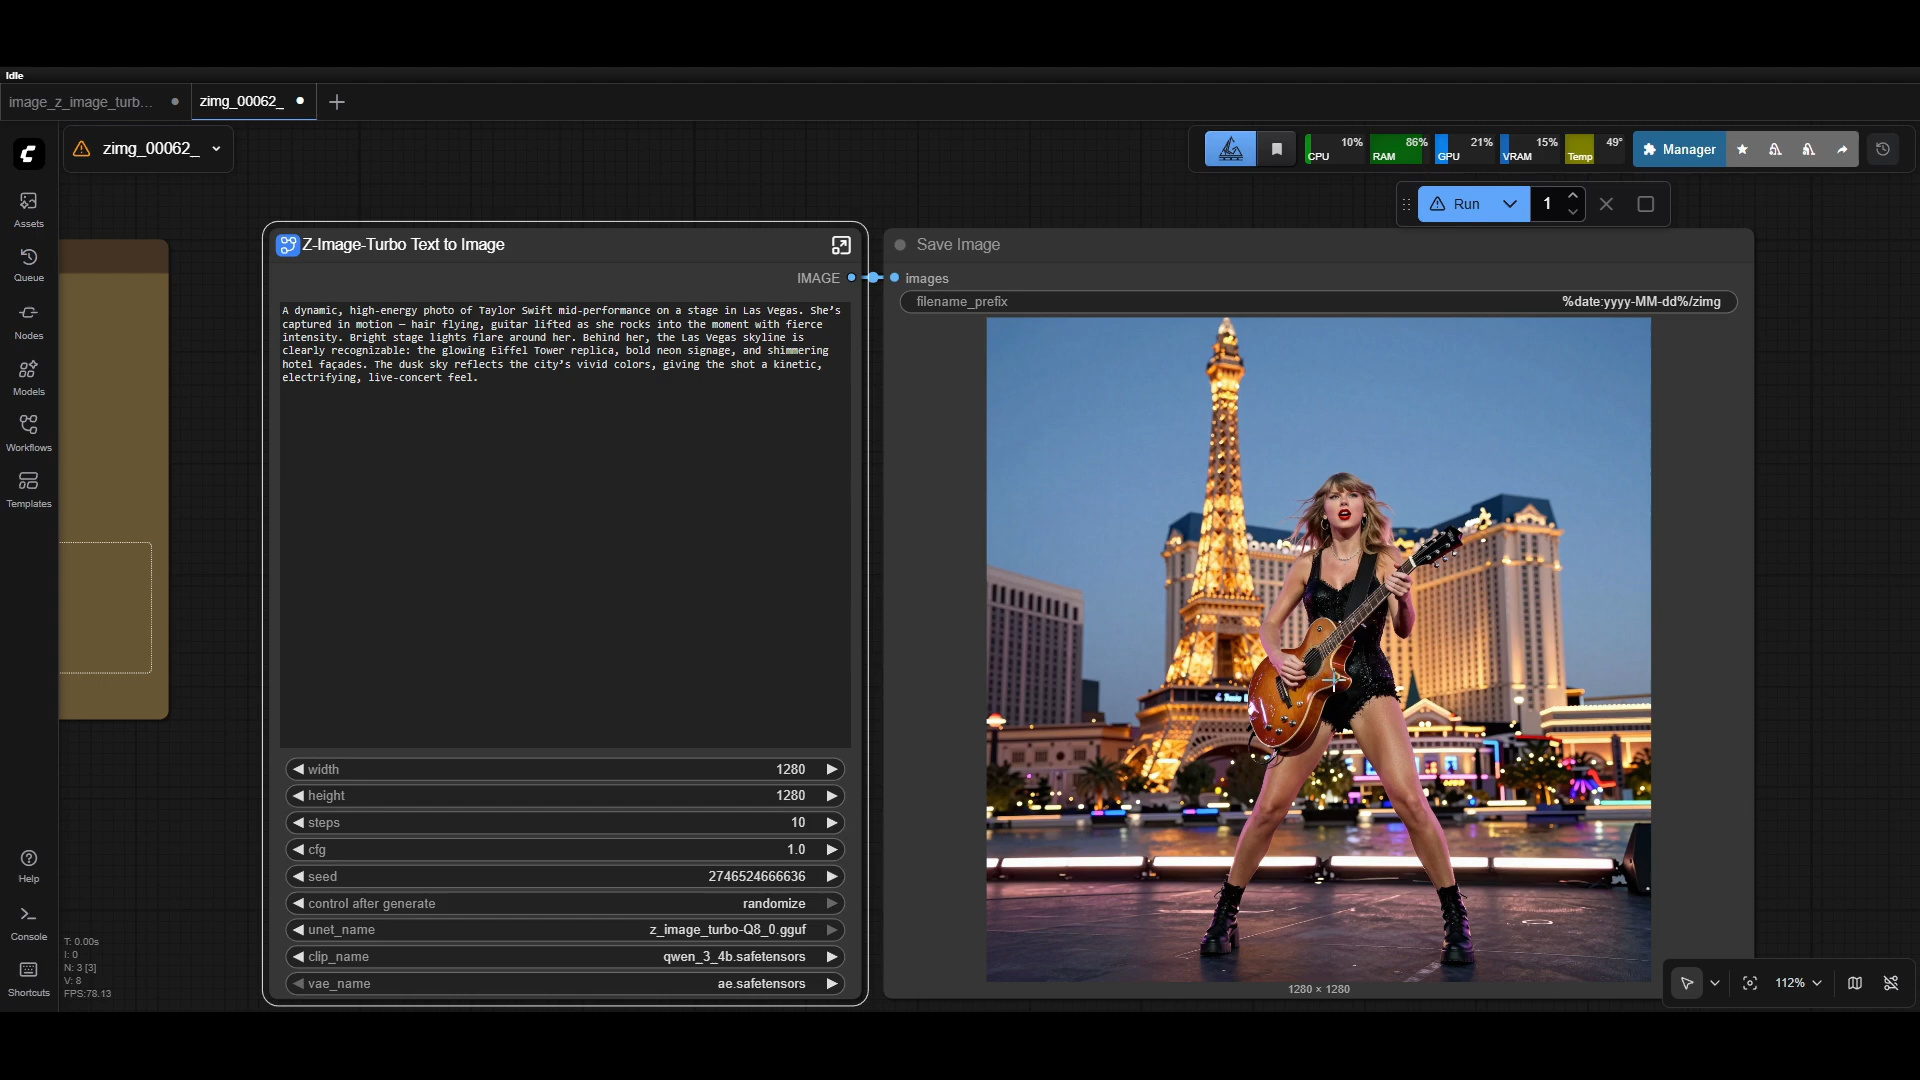 Idle
image_z_image_turb...
zimg_00062_
zimg_00062_
CPU 10%
RAM 86%
GPU 21%
VRAM 15%
Temp 49°
Manager
Run
1
Assets
Queue
Nodes
Models
Workflows
Templates
Help
Console
Shortcuts
T: 0.00s
I: 0
N: 3 [3]
V: 8
FPS:78.13
Z-Image-Turbo Text to Image
IMAGE
A dynamic, high-energy photo of Taylor Swift mid-performance on a stage in Las Vegas. She’s
captured in motion — hair flying, guitar lifted as she rocks into the moment with fierce
intensity. Bright stage lights flare around her. Behind her, the Las Vegas skyline is
clearly recognizable: the glowing Eiffel Tower replica, bold neon signage, and shimmering
hotel façades. The dusk sky reflects the city’s vivid colors, giving the shot a kinetic,
electrifying, live-concert feel.
width 1280
height 1280
steps 10
cfg 1.0
seed 2746524666636
control after generate randomize
unet_name z_image_turbo-Q8_0.gguf
clip_name qwen_3_4b.safetensors
vae_name ae.safetensors
Save Image
images
filename_prefix %date:yyyy-MM-dd%/zimg
1280 × 1280
112%